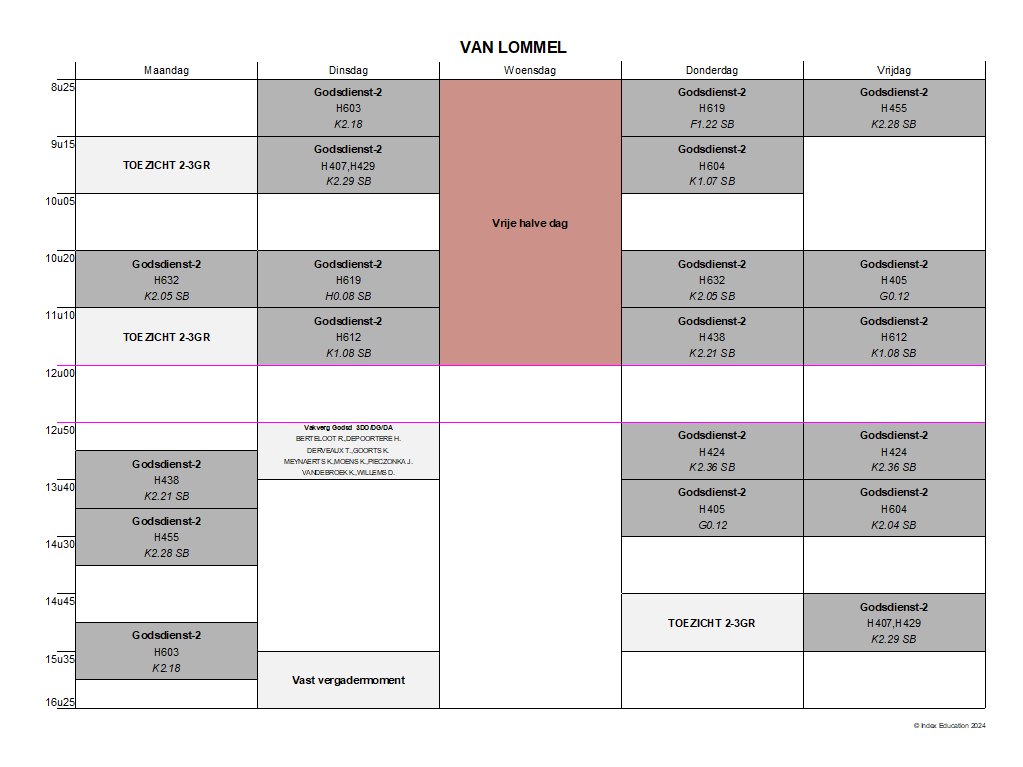 VAN LOMMEL
Maandag Dinsdag Woensdag Donderdag Vrijdag
8u25
Godsdienst-2
H603
K2.18
Godsdienst-2
H619
F1.22 SB
Godsdienst-2
H455
K2.28 SB
9u15
TOEZICHT 2-3GR
Godsdienst-2
H407,H429
K2.29 SB
Godsdienst-2
H604
K1.07 SB
Vrije halve dag
10u05
10u20
Godsdienst-2
H632
K2.05 SB
Godsdienst-2
H619
H0.08 SB
Godsdienst-2
H632
K2.05 SB
Godsdienst-2
H405
G0.12
11u10
TOEZICHT 2-3GR
Godsdienst-2
H612
K1.08 SB
Godsdienst-2
H438
K2.21 SB
Godsdienst-2
H612
K1.08 SB
12u00
12u50
Vakverg Godsd 3DO/DG/DA
BERTELOOT R.,DEPOORTERE H.
DERVEAUX T.,GOORTS K.
MEYNAERTS K.,MOENS K.,PIECZONKA J.
VANDEBROEK K.,WILLEMS D.
Godsdienst-2
H424
K2.36 SB
Godsdienst-2
H424
K2.36 SB
Godsdienst-2
H438
K2.21 SB
13u40
Godsdienst-2
H405
G0.12
Godsdienst-2
H604
K2.04 SB
Godsdienst-2
H455
K2.28 SB
14u30
14u45
TOEZICHT 2-3GR
Godsdienst-2
H407,H429
K2.29 SB
Godsdienst-2
H603
K2.18
15u35
Vast vergadermoment
16u25
© Index Education 2024